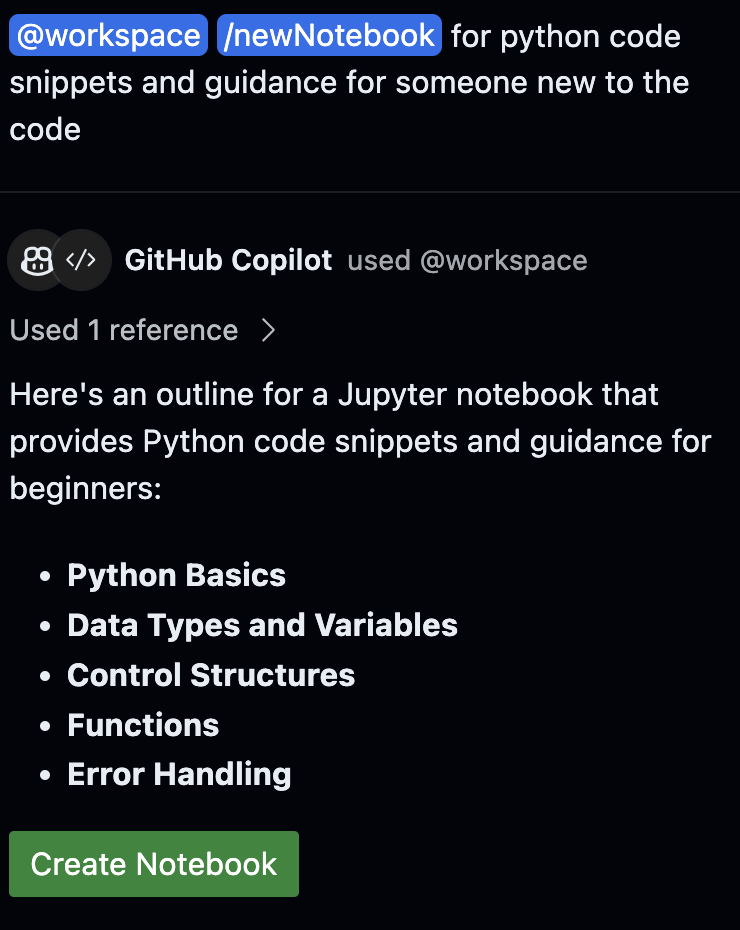 @workspace /newNotebook for python code
snippets and guidance for someone new to the
code
GitHub Copilot used @workspace
Used 1 reference
Here's an outline for a Jupyter notebook that
provides Python code snippets and guidance for
beginners:
• Python Basics
• Data Types and Variables
• Control Structures
• Functions
• Error Handling
Create Notebook